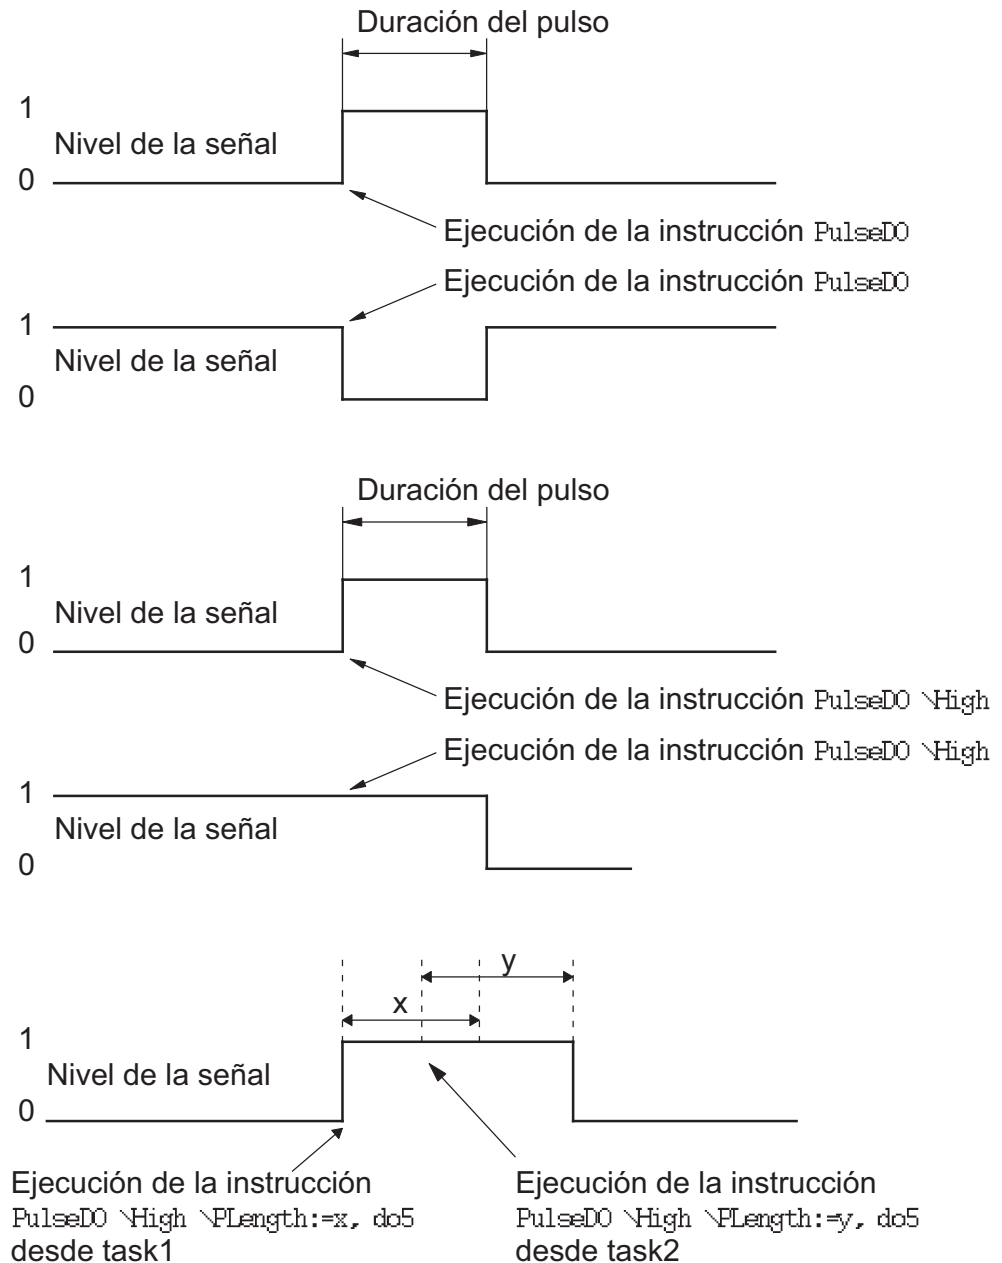 Duración del pulso
1
Nivel de la señal
0
Ejecución de la instrucción PulseDO
Ejecución de la instrucción PulseDO
1
Nivel de la señal
0
Duración del pulso
1
Nivel de la señal
0
Ejecución de la instrucción PulseDO \High
Ejecución de la instrucción PulseDO \High
1
Nivel de la señal
0
y
x
1
Nivel de la señal
0
Ejecución de la instrucción
PulseDO \High \PLength:=x, do5
desde task1
Ejecución de la instrucción
PulseDO \High \PLength:=y, do5
desde task2